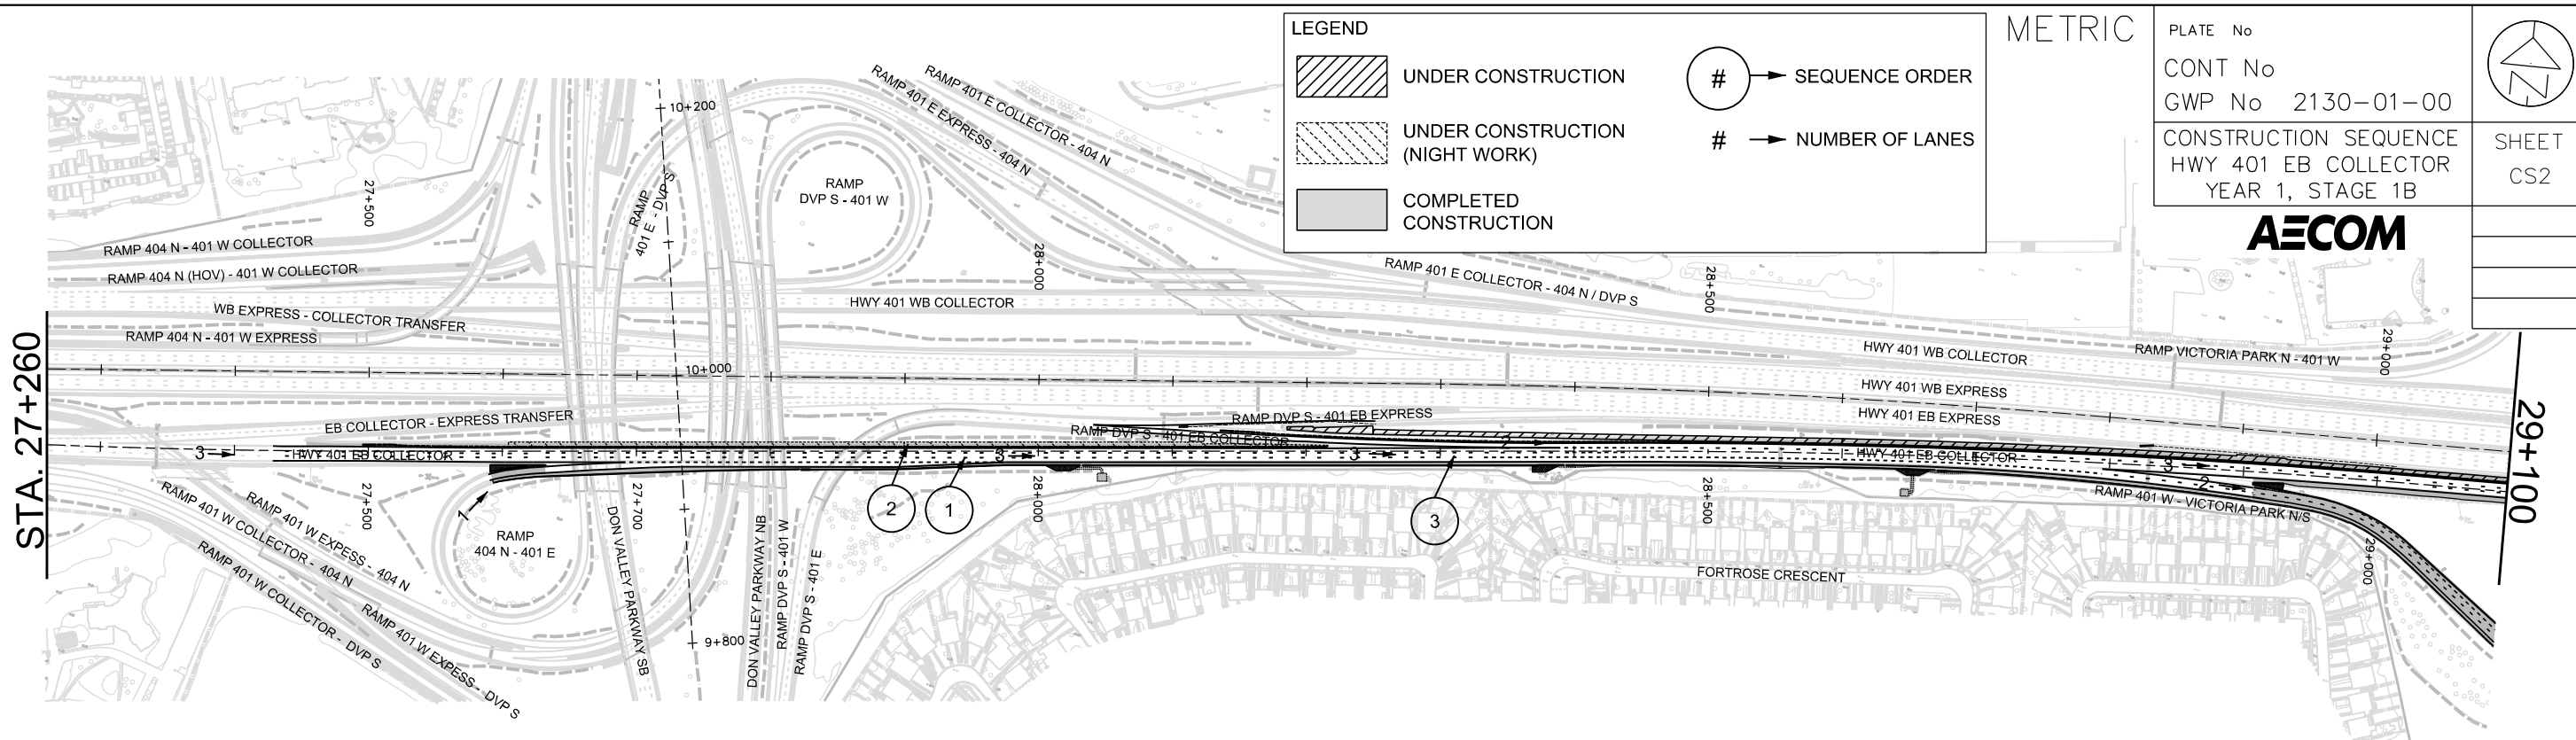 LEGEND
UNDER CONSTRUCTION
UNDER CONSTRUCTION
(NIGHT WORK)
COMPLETED
CONSTRUCTION
# SEQUENCE ORDER
# NUMBER OF LANES
METRIC
PLATE No
CONT No
GWP No 2130-01-00
CONSTRUCTION SEQUENCE
HWY 401 EB COLLECTOR
YEAR 1, STAGE 1B
SHEET
CS2
N
AECOM
STA. 27+260
29+100
RAMP 401 E EXPRESS - 404 N
RAMP 401 E COLLECTOR - 404 N
10+200
27+500
RAMP
401 E - DVP S
RAMP
DVP S - 401 W
RAMP 404 N - 401 W COLLECTOR
RAMP 404 N (HOV) - 401 W COLLECTOR
28+000
RAMP 401 E COLLECTOR - 404 N / DVP S
28+500
HWY 401 WB COLLECTOR
WB EXPRESS - COLLECTOR TRANSFER
RAMP 404 N - 401 W EXPRESS
HWY 401 WB COLLECTOR
RAMP VICTORIA PARK N - 401 W
29+000
10+000
HWY 401 WB EXPRESS
HWY 401 EB EXPRESS
EB COLLECTOR - EXPRESS TRANSFER
RAMP DVP S - 401 EB EXPRESS
RAMP DVP S - 401 EB COLLECTOR
2
3
HWY 401 EB COLLECTOR
3
3
3
HWY 401 EB COLLECTOR
3
2
RAMP 401 W - VICTORIA PARK N/S
1
2
1
3
27+500
27+700
28+000
28+500
29+000
RAMP 401 W EXPESS - 404 N
RAMP 401 W COLLECTOR - 404 N
RAMP 401 W COLLECTOR - DVP S
RAMP 401 W EXPESS - DVP S
RAMP
404 N - 401 E
DON VALLEY PARKWAY SB
9+800
DON VALLEY PARKWAY NB
RAMP DVP S - 401 W
RAMP DVP S - 401 E
FORTROSE CRESCENT